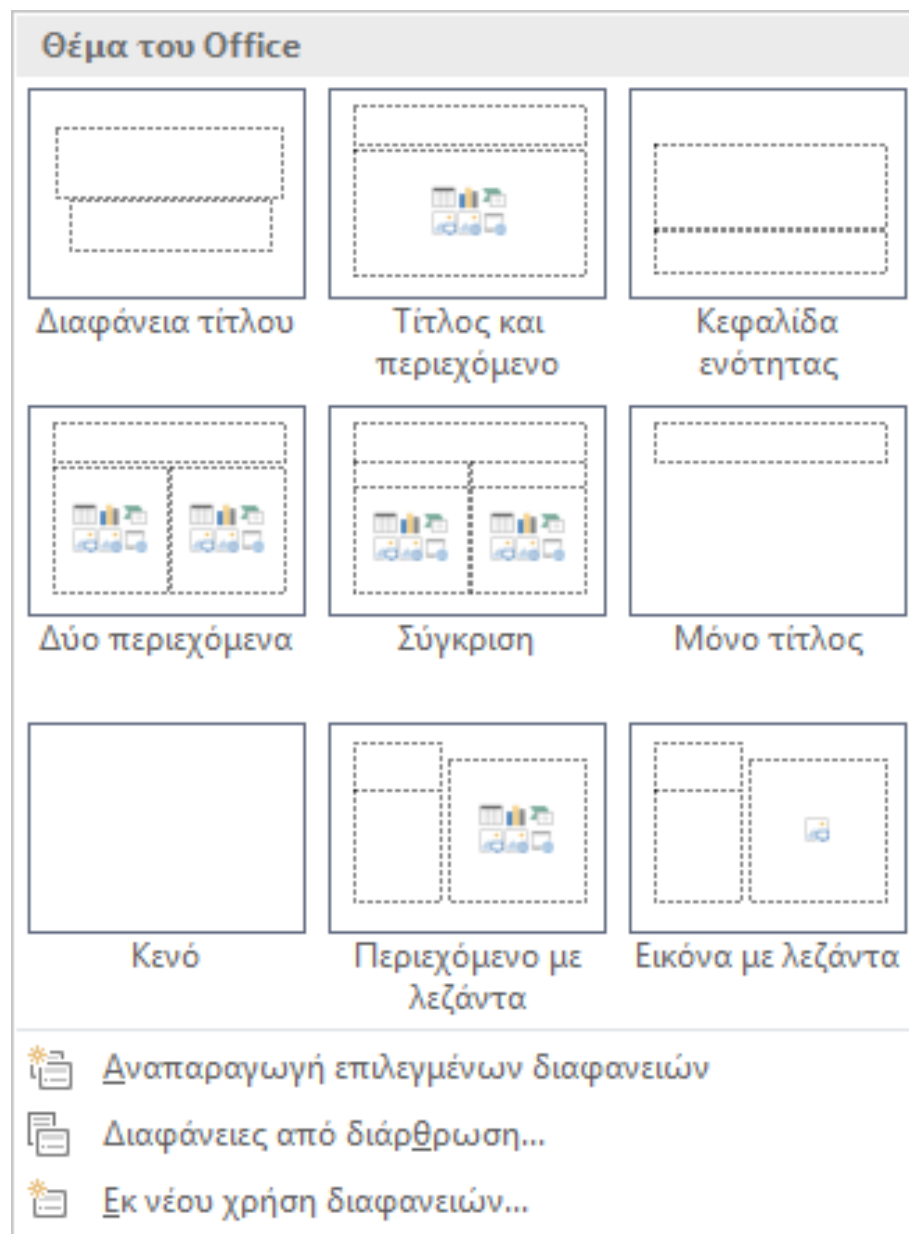 Θέμα του Office
Διαφάνεια τίτλου
Τίτλος και
περιεχόμενο
Κεφαλίδα
ενότητας
Δύο περιεχόμενα
Σύγκριση
Μόνο τίτλος
Κενό
Περιεχόμενο με
λεζάντα
Εικόνα με λεζάντα
Αναπαραγωγή επιλεγμένων διαφανειών
Διαφάνειες από διάρθρωση...
Εκ νέου χρήση διαφανειών...